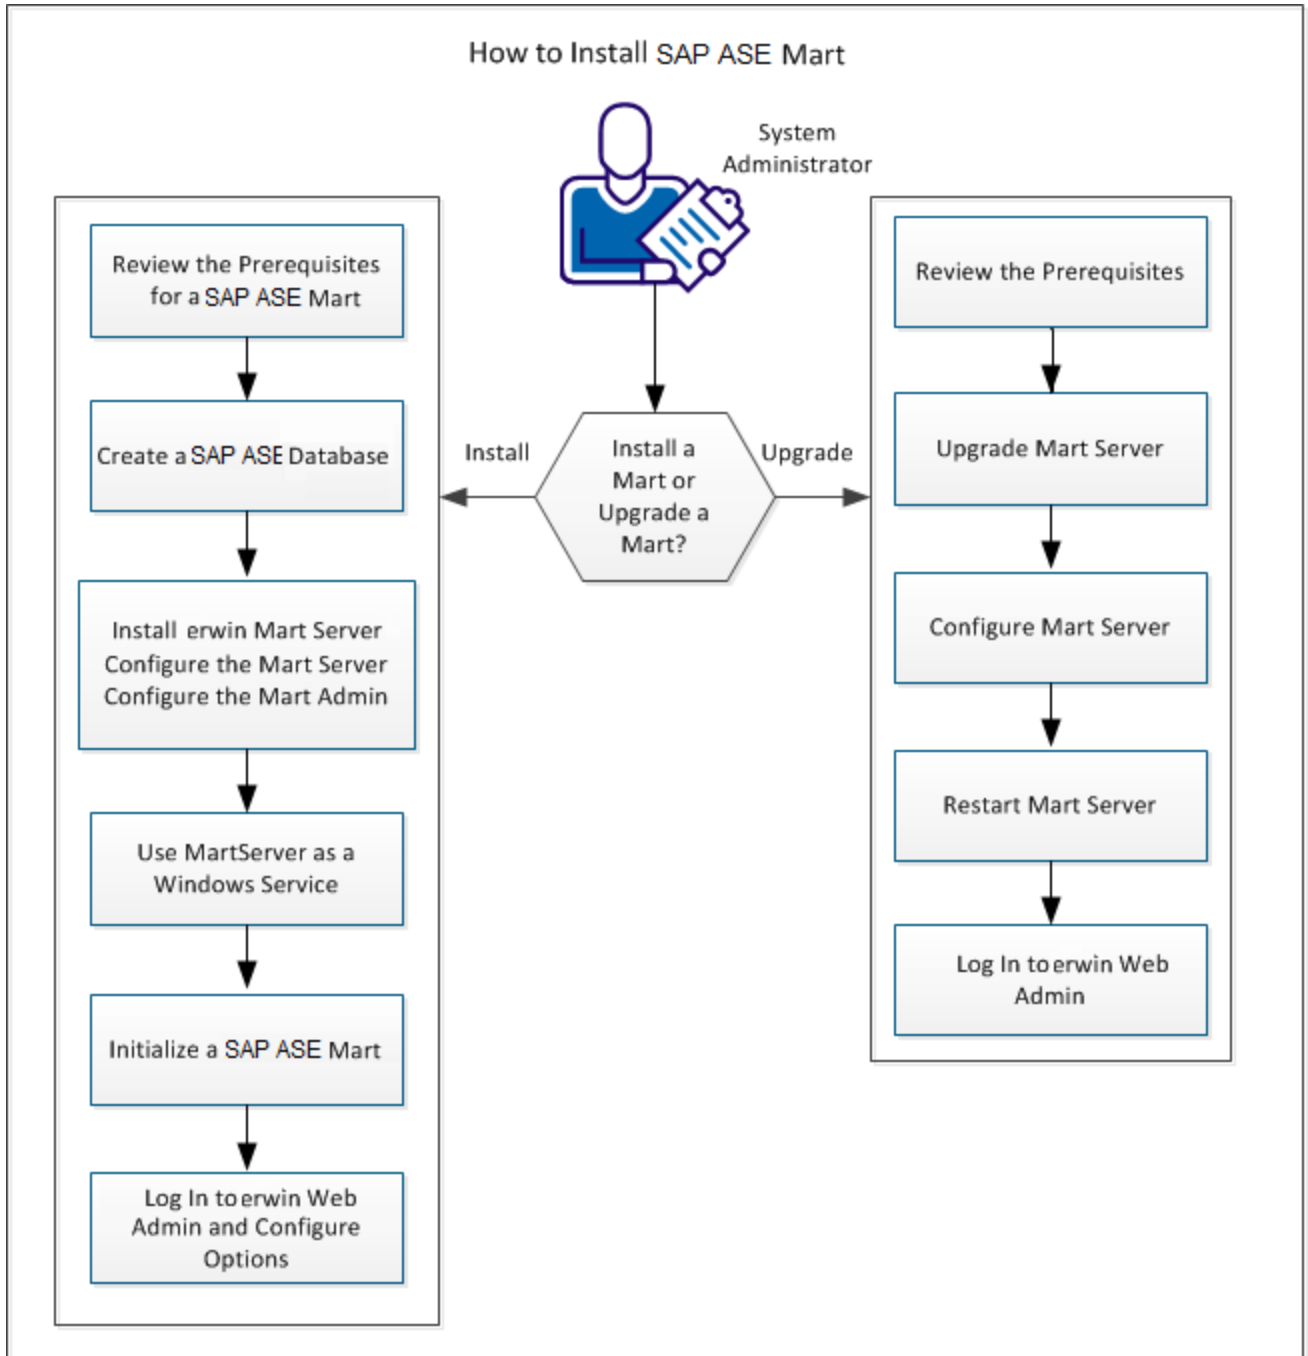 How to Install SAP ASE Mart
System
Administrator
Review the Prerequisites
for a SAP ASE Mart
Create a SAP ASE Database
Install erwin Mart Server
Configure the Mart Server
Configure the Mart Admin
Use MartServer as a
Windows Service
Initialize a SAP ASE Mart
Log In to erwin Web
Admin and Configure
Options
Install
Install a
Mart or
Upgrade a
Mart?
Upgrade
Review the Prerequisites
Upgrade Mart Server
Configure Mart Server
Restart Mart Server
Log In to erwin Web
Admin